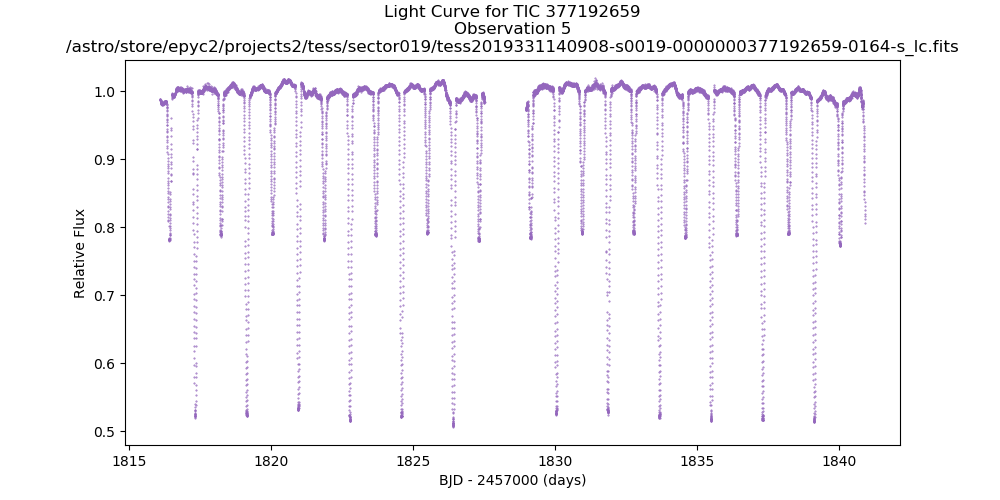 Light Curve for TIC 377192659
Observation 5
/astro/store/epyc2/projects2/tess/sector019/tess2019331140908-s0019-0000000377192659-0164-s_lc.fits
1.0
0.9
0.8
0.7
0.6
0.5
Relative Flux
1815
1820
1825
1830
1835
1840
BJD - 2457000 (days)